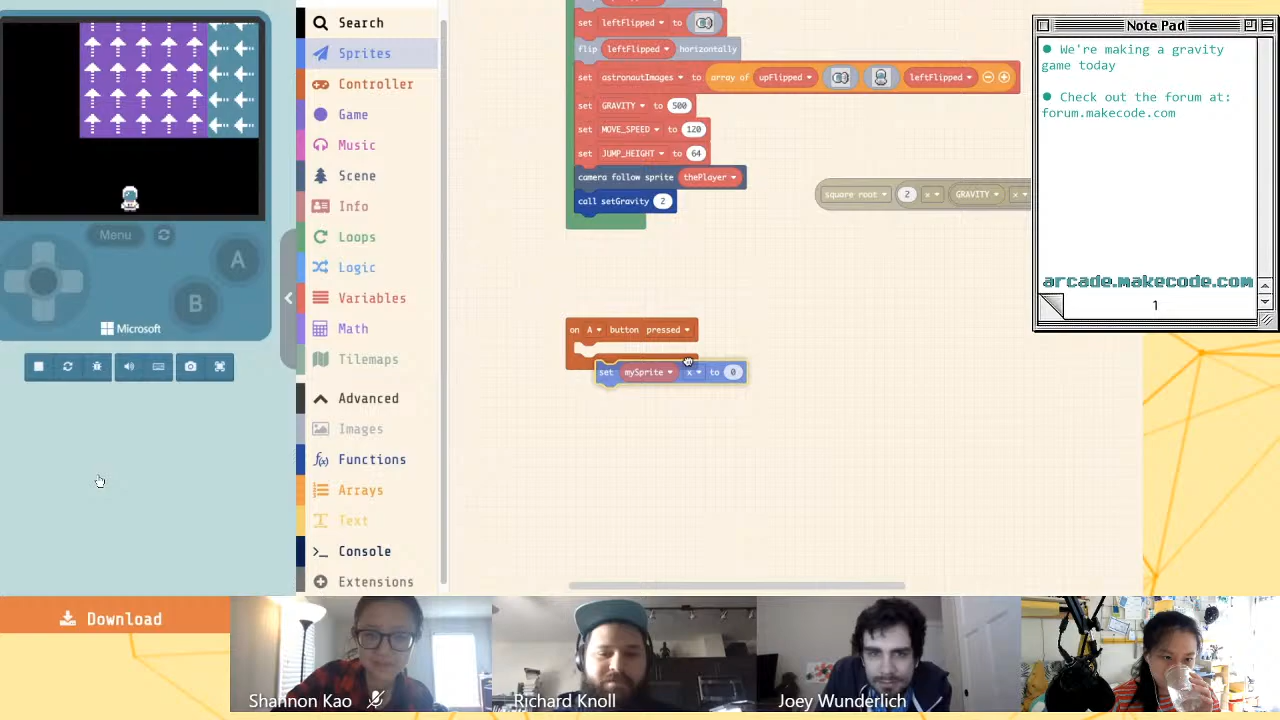 Menu
A
B
Microsoft
Download
Search
Sprites
Controller
Game
Music
Scene
Info
Loops
Logic
Variables
Math
Tilemaps
Advanced
Images
f(x) Functions
Arrays
Text
Console
Extensions
set leftFlipped to
flip leftFlipped horizontally
set astronautImages to array of upFlipped leftFlipped
set GRAVITY to 500
set MOVE_SPEED to 120
set JUMP_HEIGHT to 64
camera follow sprite thePlayer
call setGravity 2
square root 2 x GRAVITY x
on A button pressed
set mySprite x to 0
Note Pad
We're making a gravity
game today
Check out the forum at:
forum.makecode.com
arcade.makecode.com
1
Shannon Kao
Richard Knoll
Joey Wunderlich